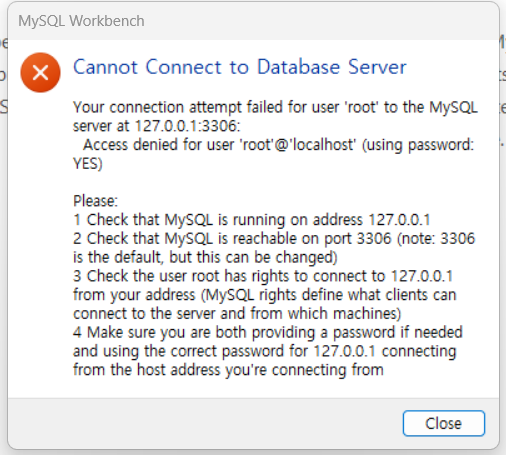 MySQL Workbench
Cannot Connect to Database Server
Your connection attempt failed for user 'root' to the MySQL
server at 127.0.0.1:3306:
Access denied for user 'root'@'localhost' (using password:
YES)
Please:
1 Check that MySQL is running on address 127.0.0.1
2 Check that MySQL is reachable on port 3306 (note: 3306
is the default, but this can be changed)
3 Check the user root has rights to connect to 127.0.0.1
from your address (MySQL rights define what clients can
connect to the server and from which machines)
4 Make sure you are both providing a password if needed
and using the correct password for 127.0.0.1 connecting
from the host address you're connecting from
Close